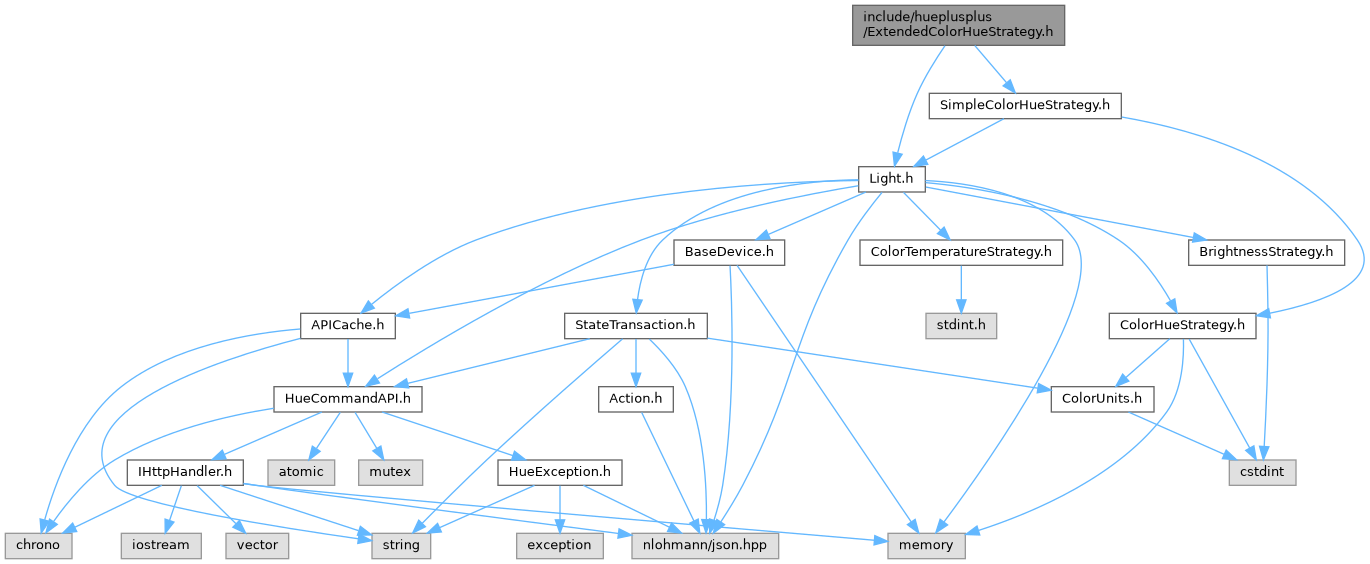 include/hueplusplus
/ExtendedColorHueStrategy.h
SimpleColorHueStrategy.h
Light.h
BaseDevice.h
ColorTemperatureStrategy.h
BrightnessStrategy.h
APICache.h
StateTransaction.h
stdint.h
ColorHueStrategy.h
HueCommandAPI.h
Action.h
ColorUnits.h
IHttpHandler.h
atomic
mutex
HueException.h
cstdint
chrono
iostream
vector
string
exception
nlohmann/json.hpp
memory